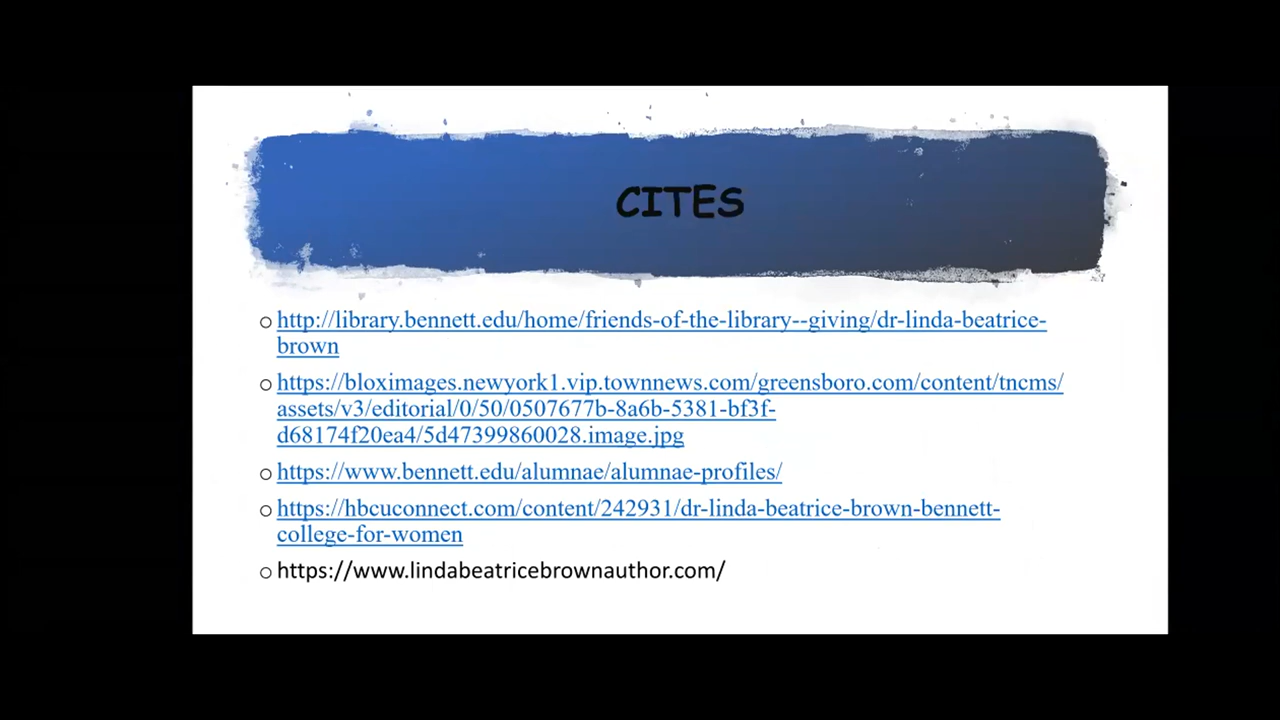 CITES
http://library.bennett.edu/home/friends-of-the-library--giving/dr-linda-beatrice-
brown
https://bloximages.newyork1.vip.townnews.com/greensboro.com/content/tncms/
assets/v3/editorial/0/50/0507677b-8a6b-5381-bf3f-
d68174f20ea4/5d47399860028.image.jpg
https://www.bennett.edu/alumnae/alumnae-profiles/
https://hbcuconnect.com/content/242931/dr-linda-beatrice-brown-bennett-
college-for-women
https://www.lindabeatricebrownauthor.com/